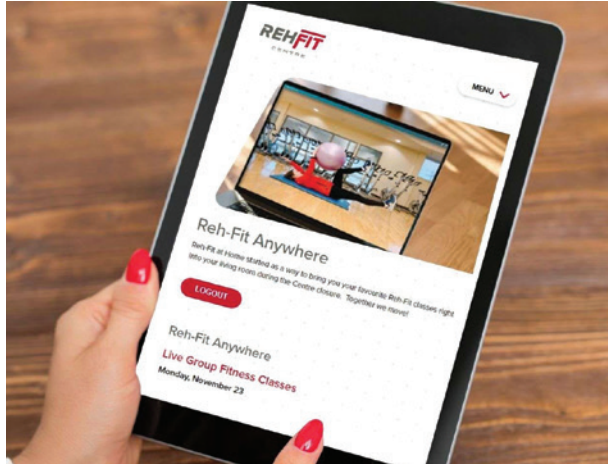 REHFIT
CENTRE
MENU
Reh-Fit Anywhere
Reh-Fit at Home started as a way to bring you your favourite Reh-Fit classes right
into your living room during the Centre closure. Together we move!
LOGOUT
Reh-Fit Anywhere
Live Group Fitness Classes
Monday, November 23